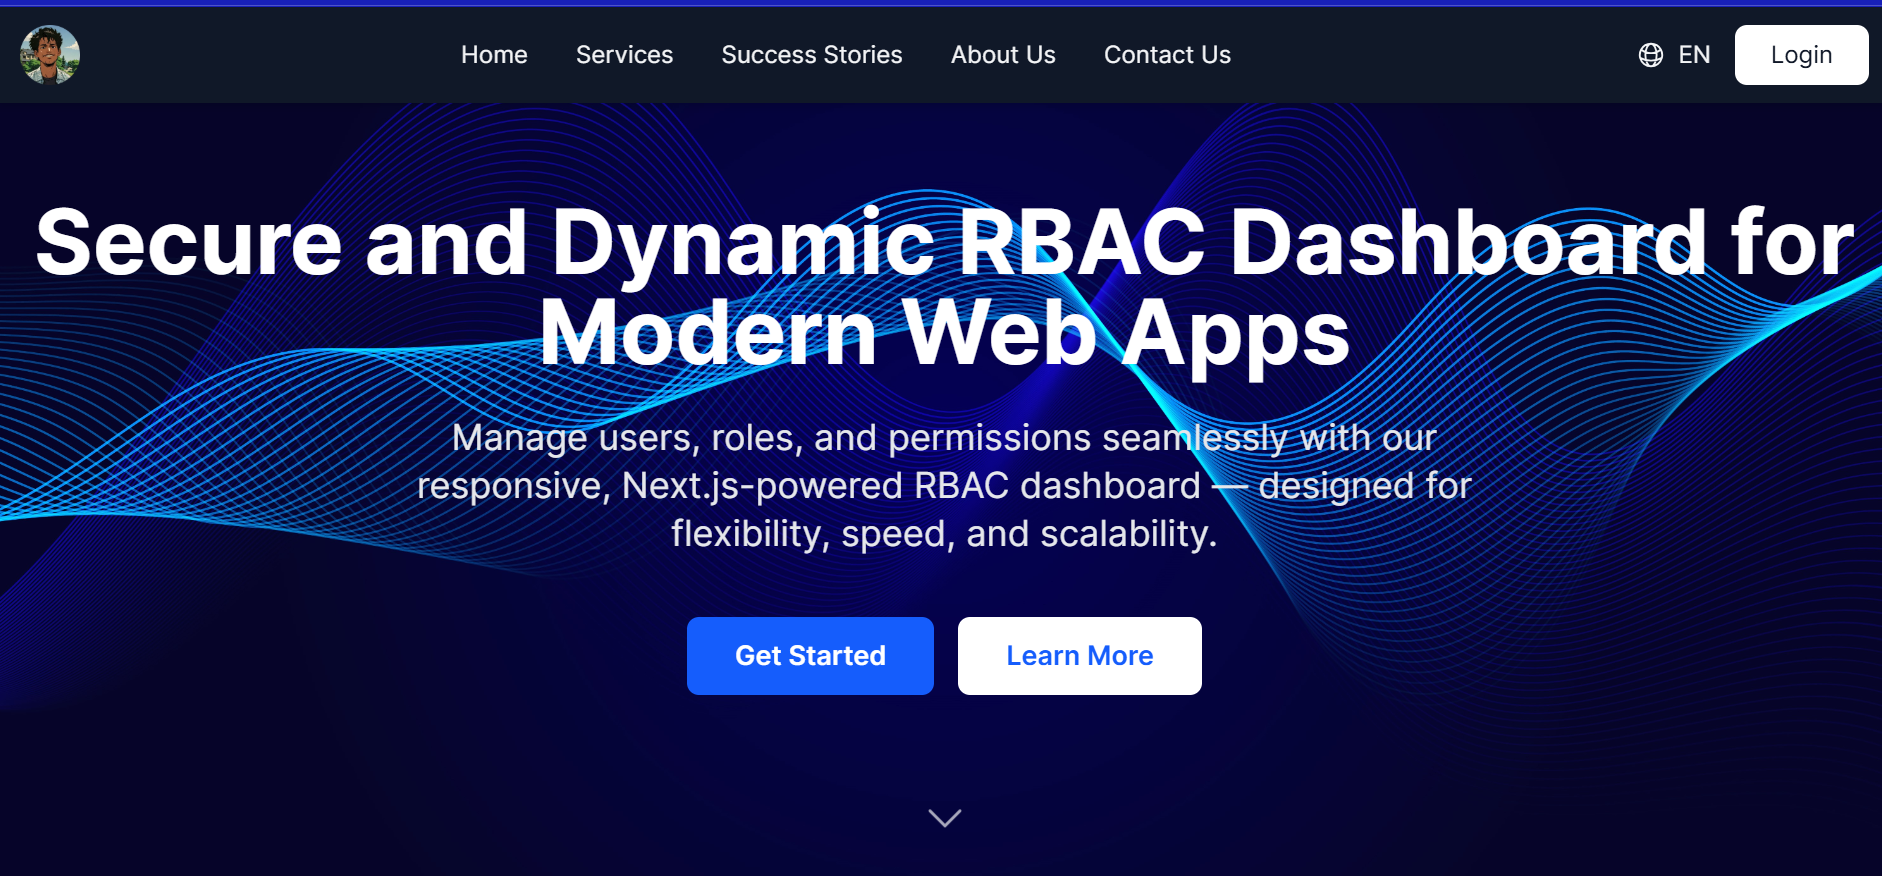 Home
Services
Success Stories
About Us
Contact Us
EN
Login
Secure and Dynamic RBAC Dashboard for
Modern Web Apps
Manage users, roles, and permissions seamlessly with our
responsive, Next.js-powered RBAC dashboard — designed for
flexibility, speed, and scalability.
Get Started
Learn More